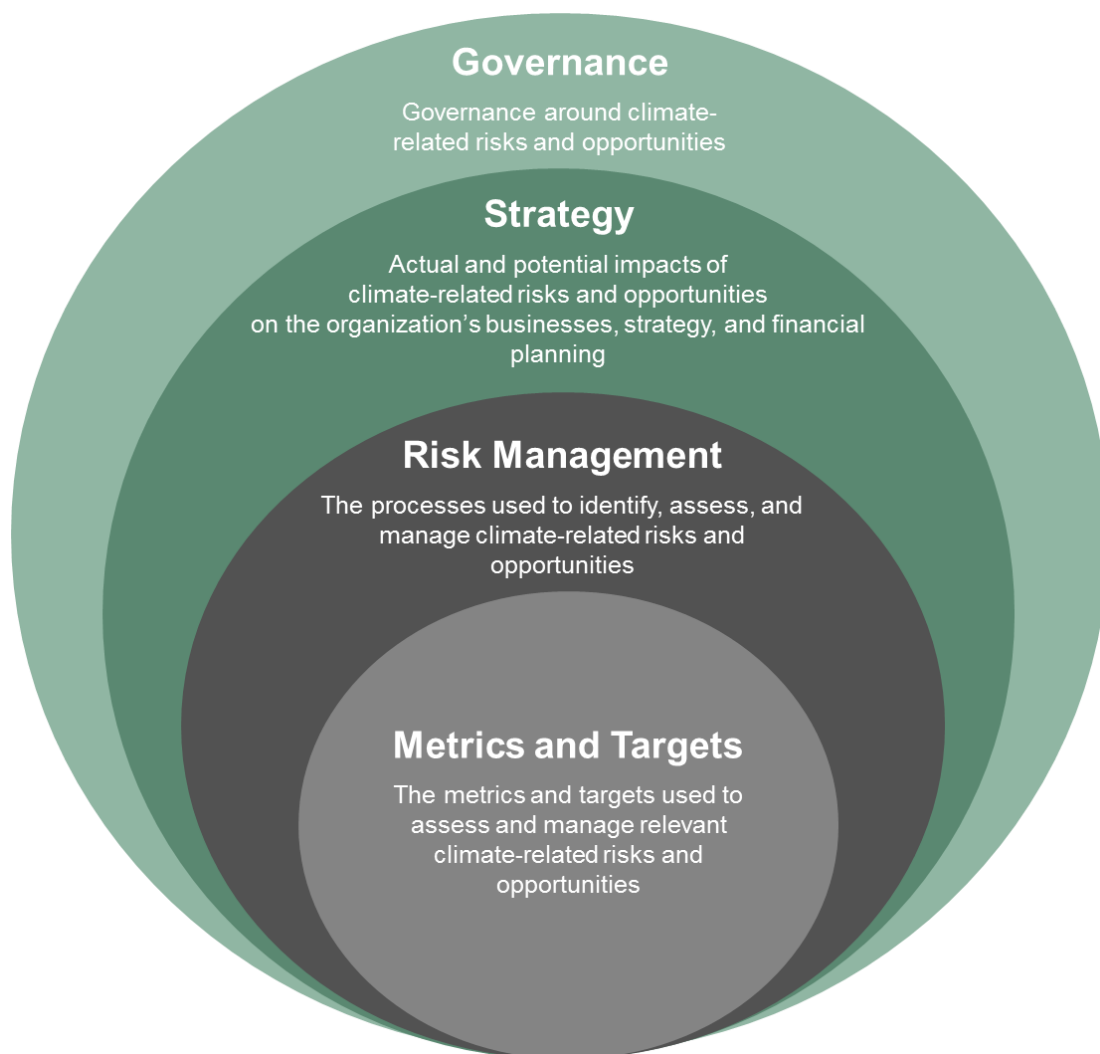 Governance
Governance around climate-
related risks and opportunities
Strategy
Actual and potential impacts of
climate-related risks and opportunities
on the organization’s businesses, strategy, and financial
planning
Risk Management
The processes used to identify, assess, and
manage climate-related risks and
opportunities
Metrics and Targets
The metrics and targets used to
assess and manage relevant
climate-related risks and
opportunities